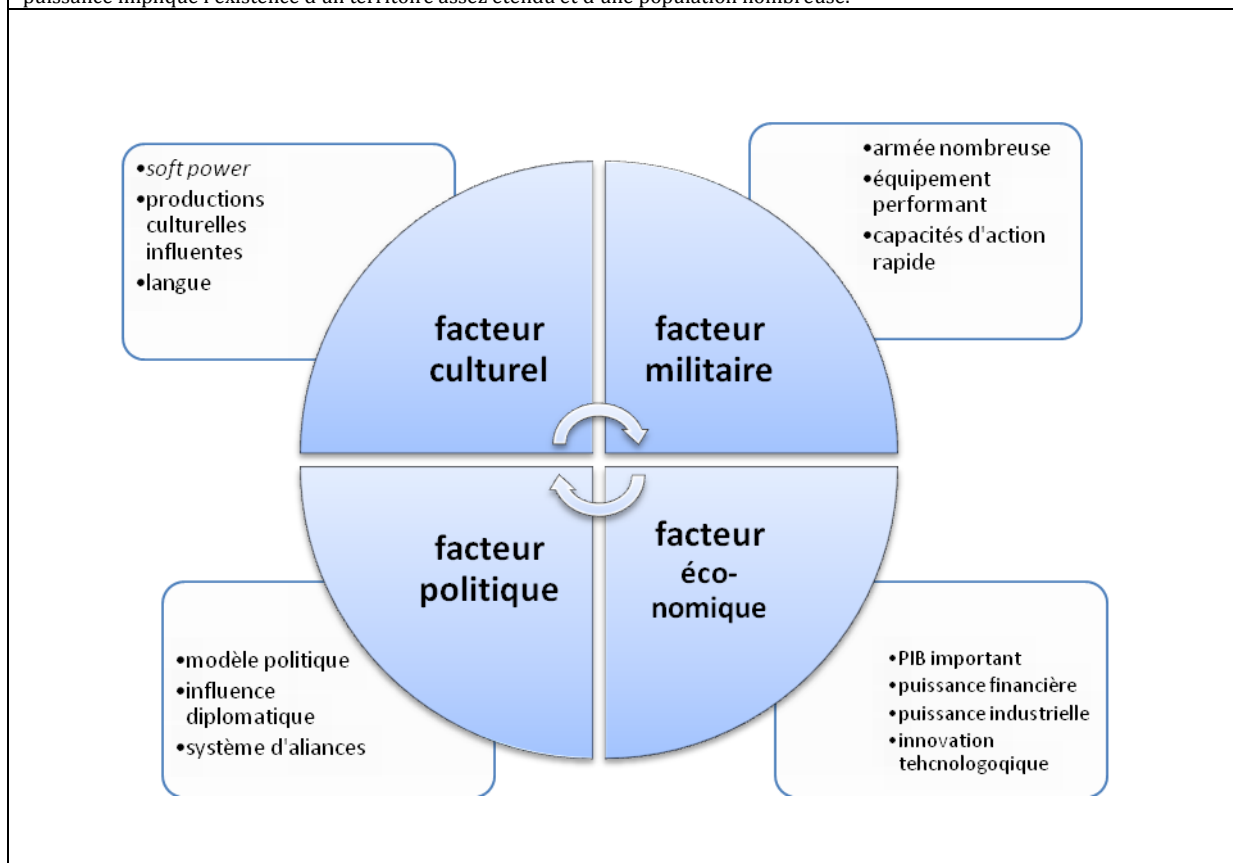 puissance implique l'existence d'un territoire assez étendu et d'une population nombreuse.
•soft power
•productions
culturelles
influentes
•langue
•armée nombreuse
•équipement
performant
•capacités d'action
rapide
facteur
culturel
facteur
militaire
facteur
politique
facteur
éco-
nomique
•modèle politique
•influence
diplomatique
•système d'aliances
•PIB important
•puissance financière
•puissance industrielle
•innovation
tehcnologoqique